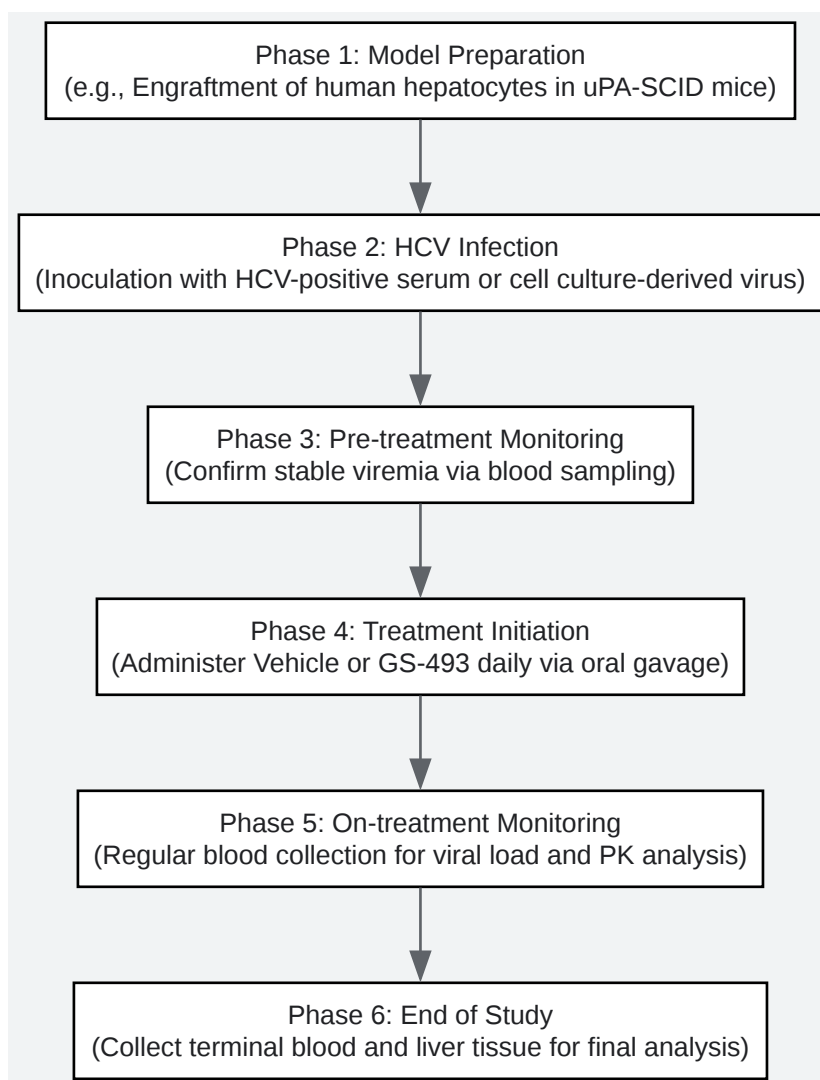 Phase 1: Model Preparation
(e.g., Engraftment of human hepatocytes in uPA-SCID mice)
Phase 2: HCV Infection
(Inoculation with HCV-positive serum or cell culture-derived virus)
Phase 3: Pre-treatment Monitoring
(Confirm stable viremia via blood sampling)
Phase 4: Treatment Initiation
(Administer Vehicle or GS-493 daily via oral gavage)
Phase 5: On-treatment Monitoring
(Regular blood collection for viral load and PK analysis)
Phase 6: End of Study
(Collect terminal blood and liver tissue for final analysis)